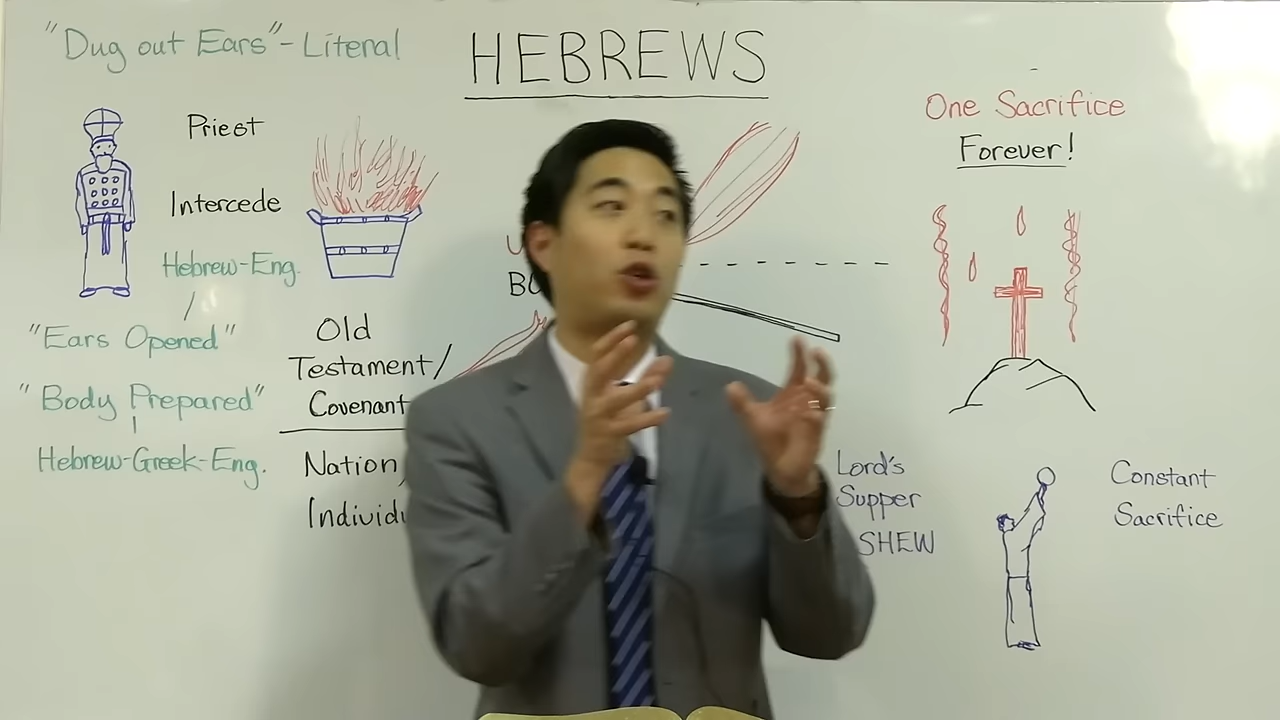 "Dug out Ears" - Literal
HEBREWS
Priest
Intercede
Hebrew-Eng.
"Ears Opened"
"Body Prepared"
Hebrew-Greek-Eng.
Old
Testament/
Covenant
Nation
One Sacrifice
Forever!
Lord's
Supper
SHEW
Constant
Sacrifice